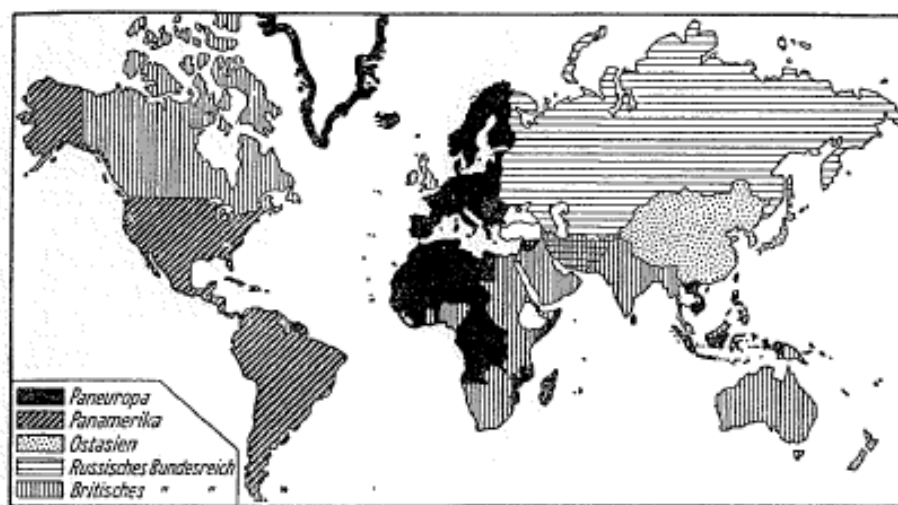 Paneuropa
Panamerika
Ostasien
Russisches Bundesreich
Britisches " "